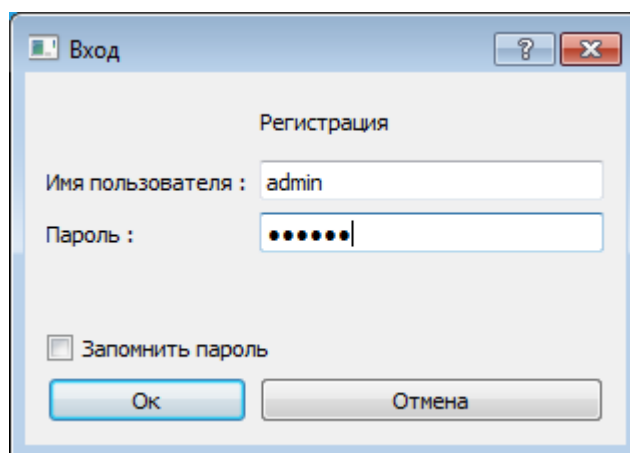 Вход
Регистрация
Имя пользователя : admin
Пароль : ●●●●●●
Запомнить пароль
Ок Отмена